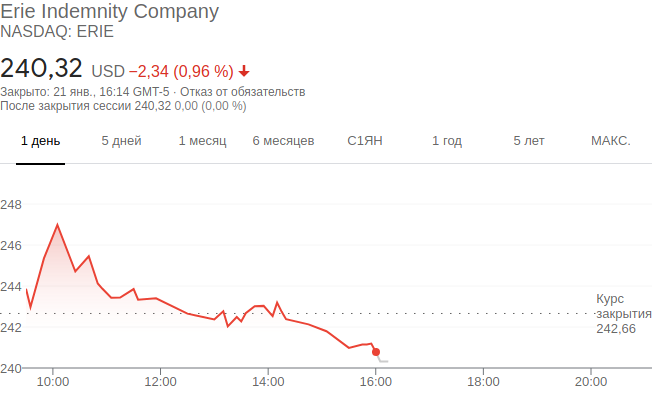 Erie Indemnity Company
NASDAQ: ERIE
240,32 USD −2,34 (0,96 %)
Закрыто: 21 янв., 16:14 GMT-5 · Отказ от обязательств
После закрытия сессии 240,32 0,00 (0,00 %)
1 день 5 дней 1 месяц 6 месяцев С1ЯН 1 год 5 лет МАКС.
248
246
244
Курс
закрытия
242,66
242
240
10:00 12:00 14:00 16:00 18:00 20:00